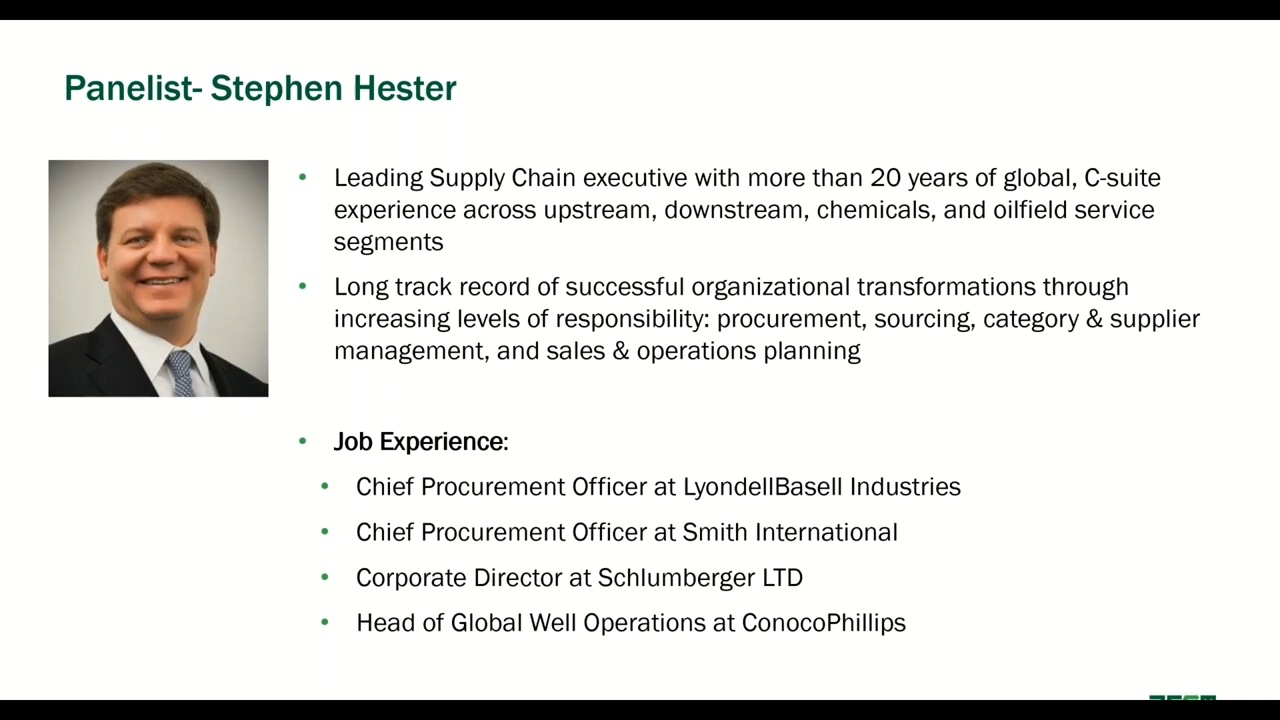 Panelist- Stephen Hester
• Leading Supply Chain executive with more than 20 years of global, C-suite
experience across upstream, downstream, chemicals, and oilfield service
segments
• Long track record of successful organizational transformations through
increasing levels of responsibility: procurement, sourcing, category & supplier
management, and sales & operations planning
• Job Experience:
• Chief Procurement Officer at LyondellBasell Industries
• Chief Procurement Officer at Smith International
• Corporate Director at Schlumberger LTD
• Head of Global Well Operations at ConocoPhillips